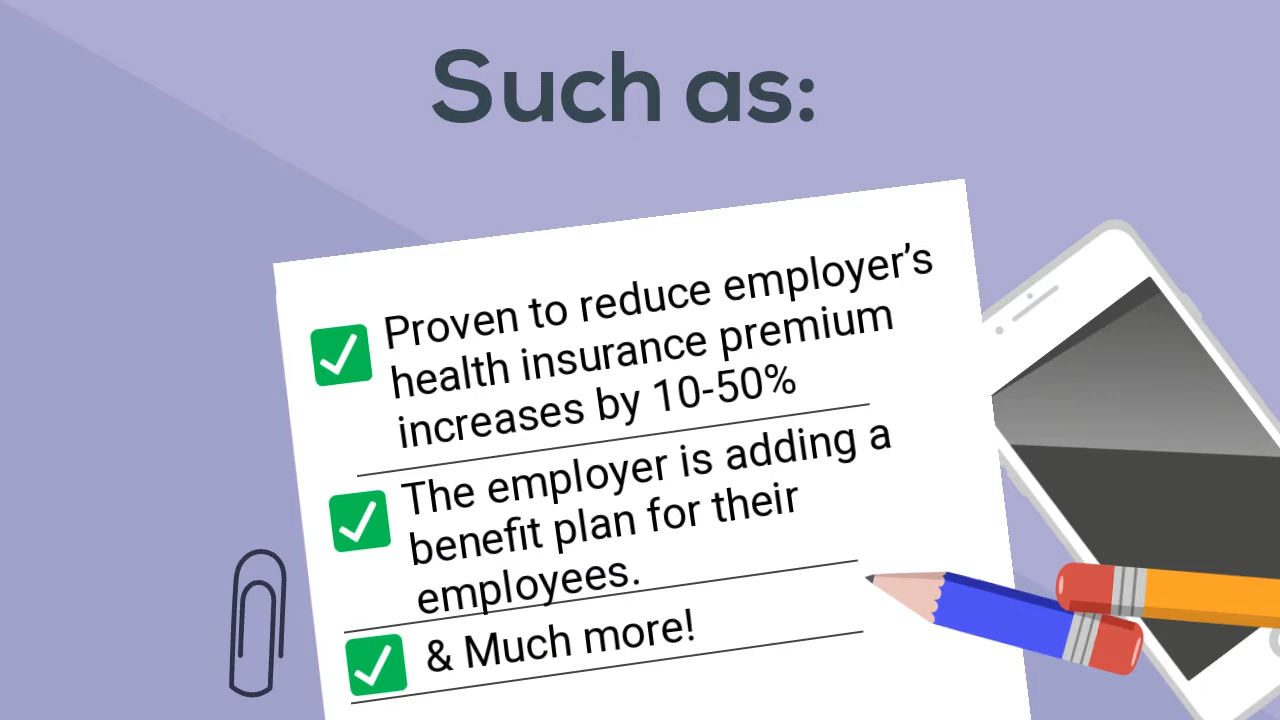 Such as:
Proven to reduce employer’s
health insurance premium
increases by 10-50%
The employer is adding a
benefit plan for their
employees.
& Much more!